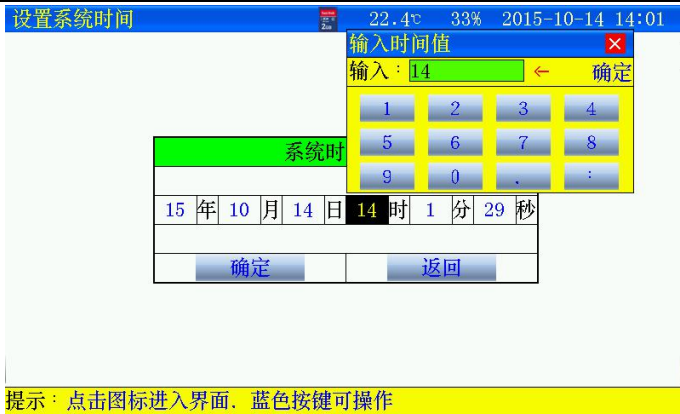 设置系统时间 SanDisk 2GB 22.4℃ 33% 2015-10-14 14:01
输入时间值
输入：14 ← 确定
1 2 3 4
5 6 7 8
9 0 . :
系统时
15 年 10 月 14 日 14 时 1 分 29 秒
确定 返回
提示：点击图标进入界面．蓝色按键可操作